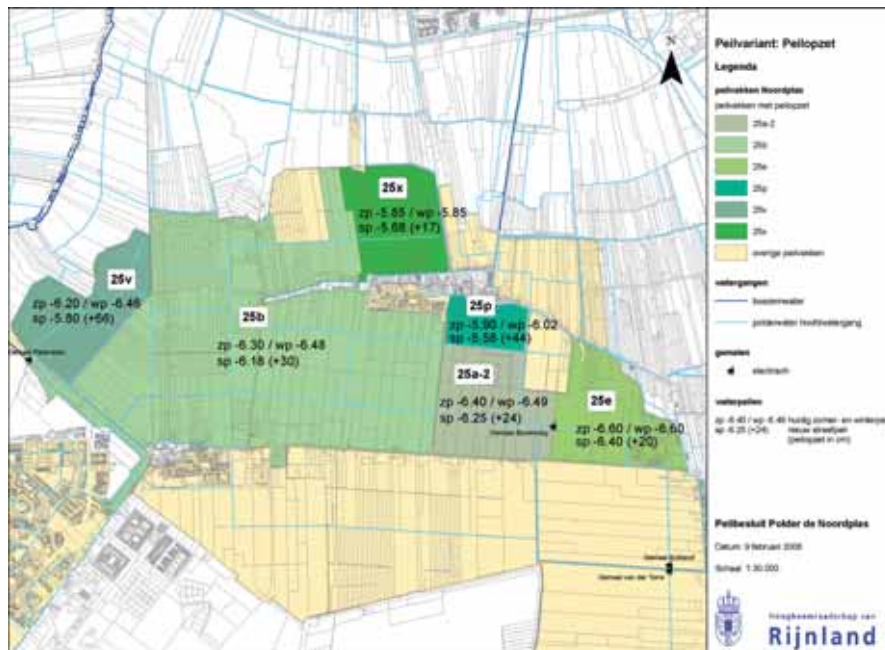 25x
zp -5.85 / wp -5.85
sp -5.68 (+17)
25v
zp -6.20 / wp -6.46
sp -5.80 (+66)
25b
zp -6.30 / wp -6.48
sp -6.18 (+30)
25p
zp -5.90 / wp -6.02
sp -5.58 (+44)
25a-2
zp -6.40 / wp -6.49
sp -6.25 (+24)
25e
zp -6.60 / wp -6.60
sp -6.40 (+20)
Gemaal van der Torre
N
Peilvariant: Peilopzet
Legenda
peilvakken Noordplas
peilvakken met peilopzet
25a-2
25b
25e
25p
25v
25x
overige peilvakken
watergangen
boezemwater
polderwater hoofdwatergang
gemalen
electrisch
waterpeilen
zp -6.40 / wp -6.49 huidig zomer- en winterpeil
sp -6.25 (+24) nieuw streefpeil
(peilopzet in cm)
Peilbesluit Polder de Noordplas
Datum: 9 februari 2008
Schaal: 1:30.000
Hoogheemraadschap van
Rijnland